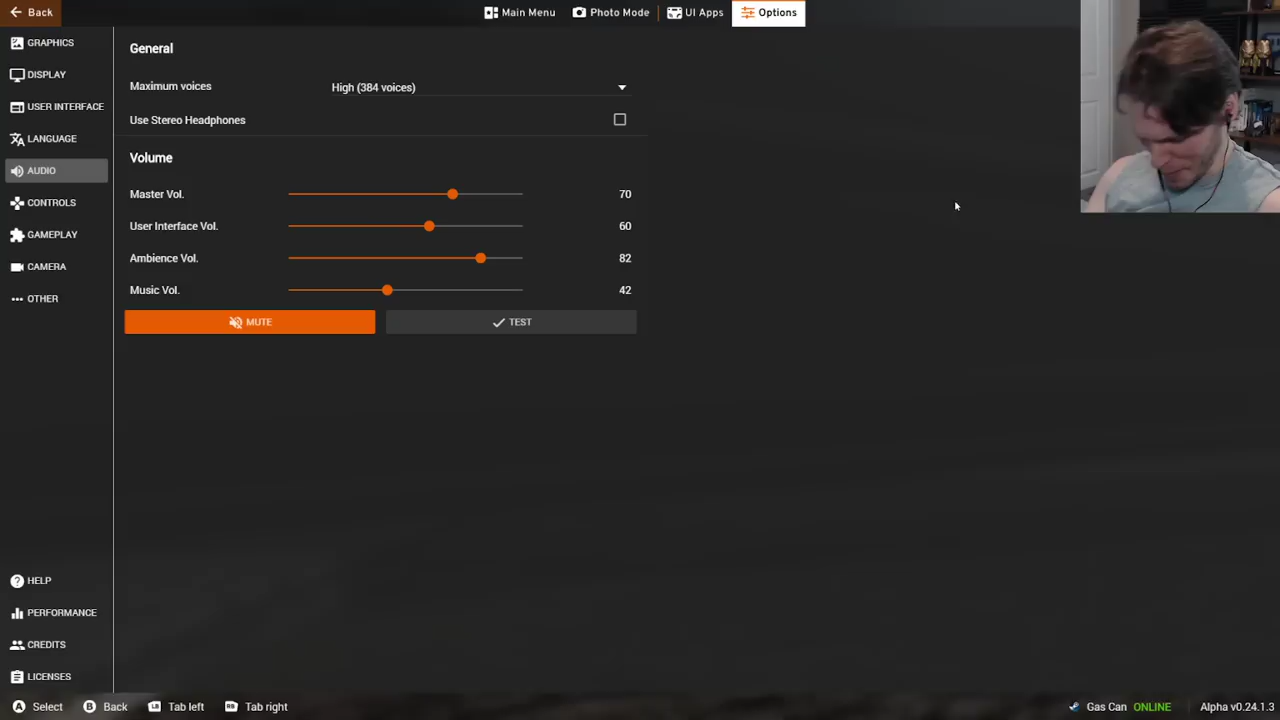 Back
Main Menu
Photo Mode
UI Apps
Options
GRAPHICS
DISPLAY
USER INTERFACE
LANGUAGE
AUDIO
CONTROLS
GAMEPLAY
CAMERA
OTHER
HELP
PERFORMANCE
CREDITS
LICENSES
General
Maximum voices High (384 voices)
Use Stereo Headphones
Volume
Master Vol. 70
User Interface Vol. 60
Ambience Vol. 82
Music Vol. 42
MUTE
TEST
A Select B Back LB Tab left RB Tab right
Gas Can ONLINE Alpha v0.24.1.3